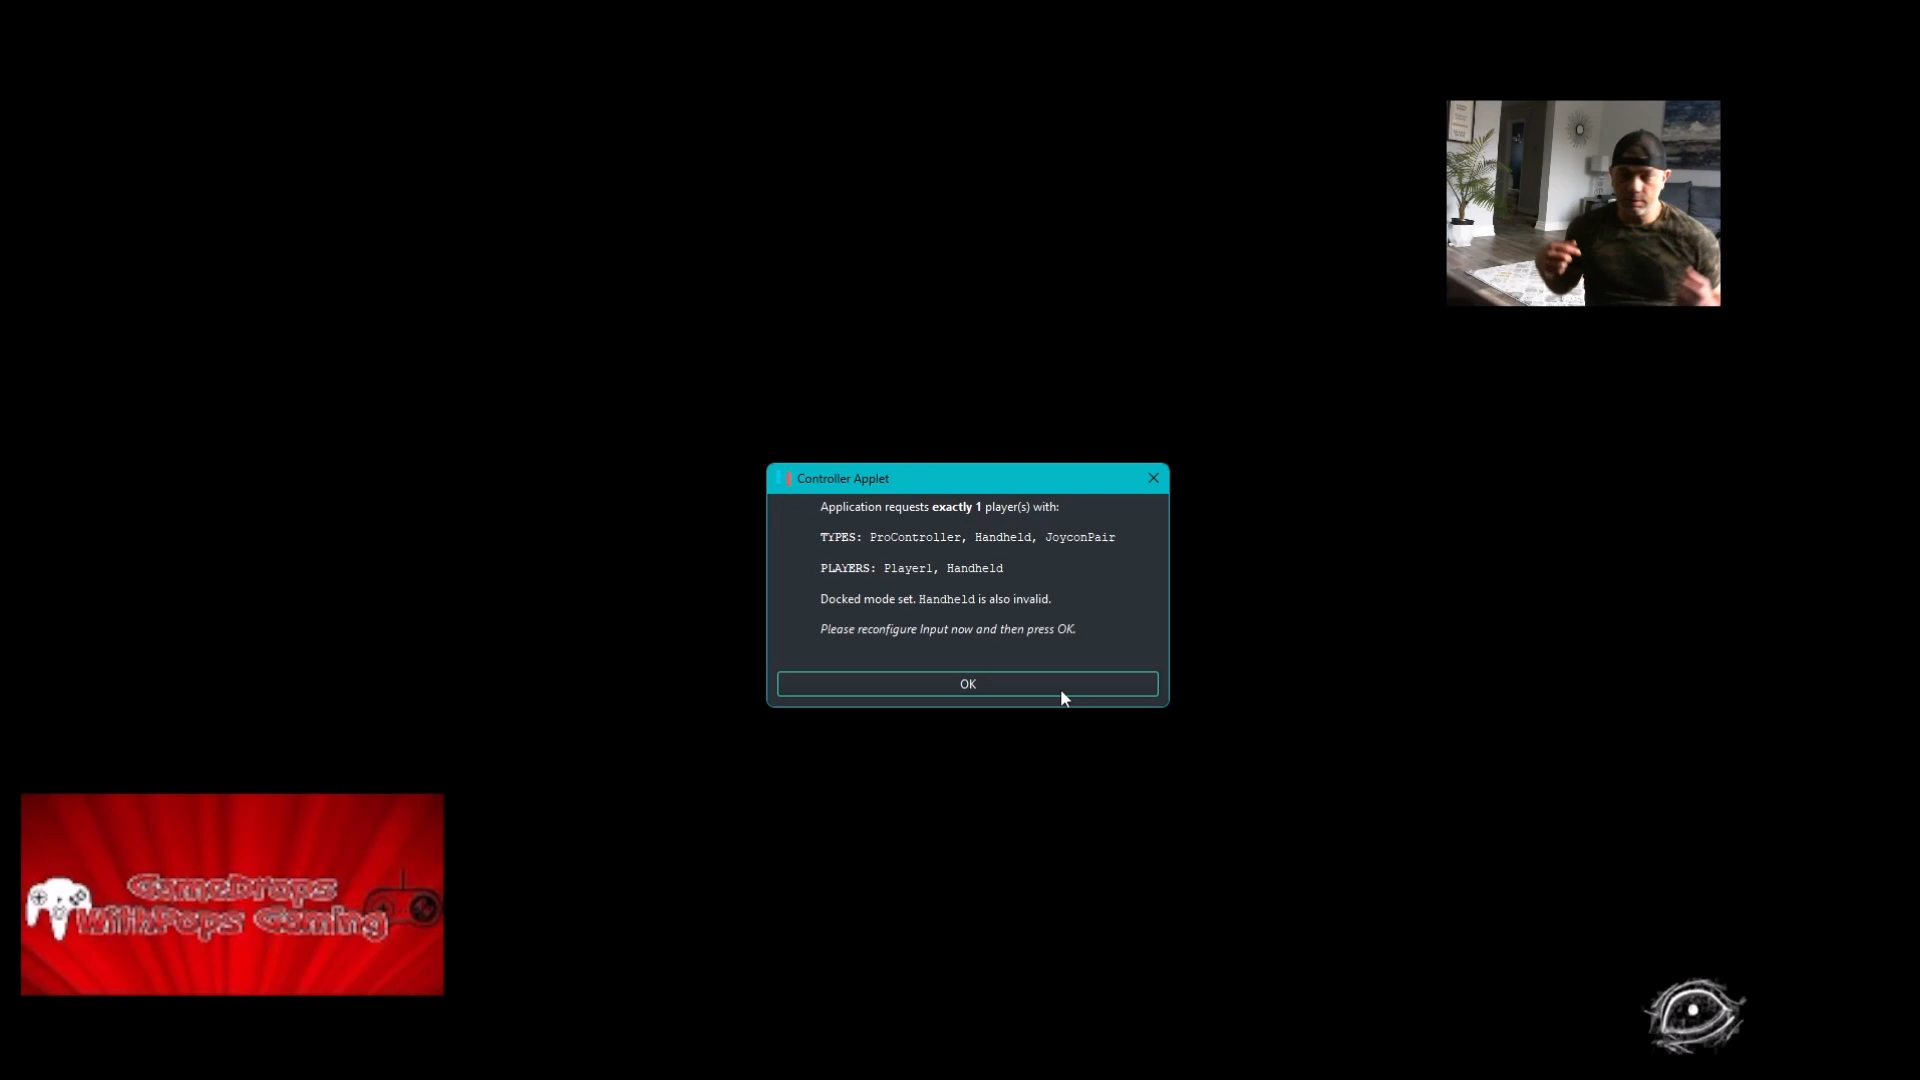 Controller Applet
Application requests exactly 1 player(s) with:
TYPES: ProController, Handheld, JoyconPair
PLAYERS: Player1, Handheld
Docked mode set. Handheld is also invalid.
Please reconfigure Input now and then press OK.
OK
GameDrops
WithPops Gaming